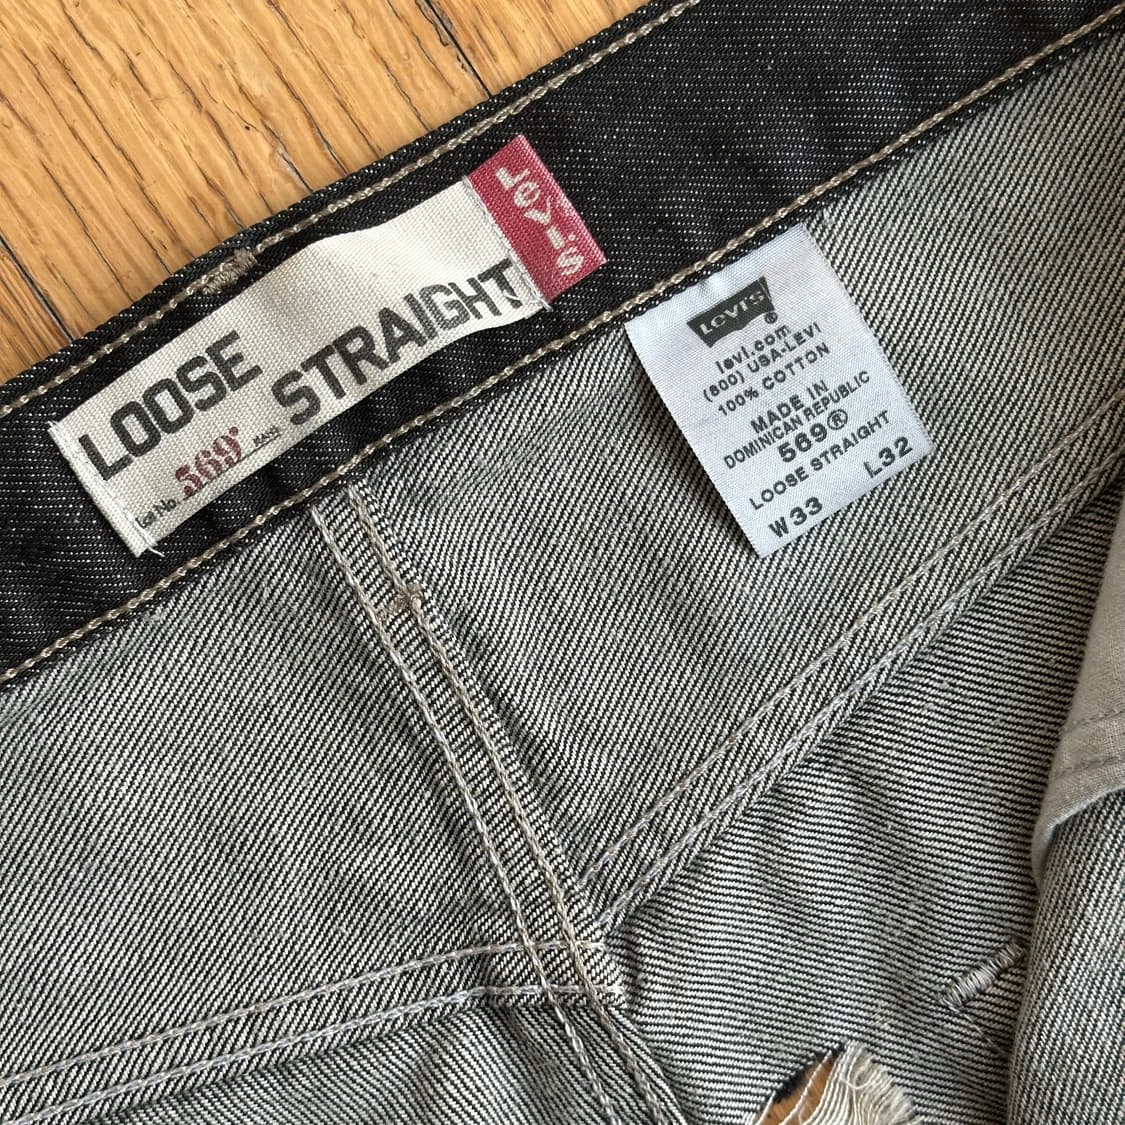 LEVI'S
LOOSE
STRAIGHT
Lot No. 569® JEANS
LEVI'S®
levi.com
(800) USA-LEVI
100% COTTON
MADE IN
DOMINICAN REPUBLIC
569®
LOOSE STRAIGHT
W33 L32